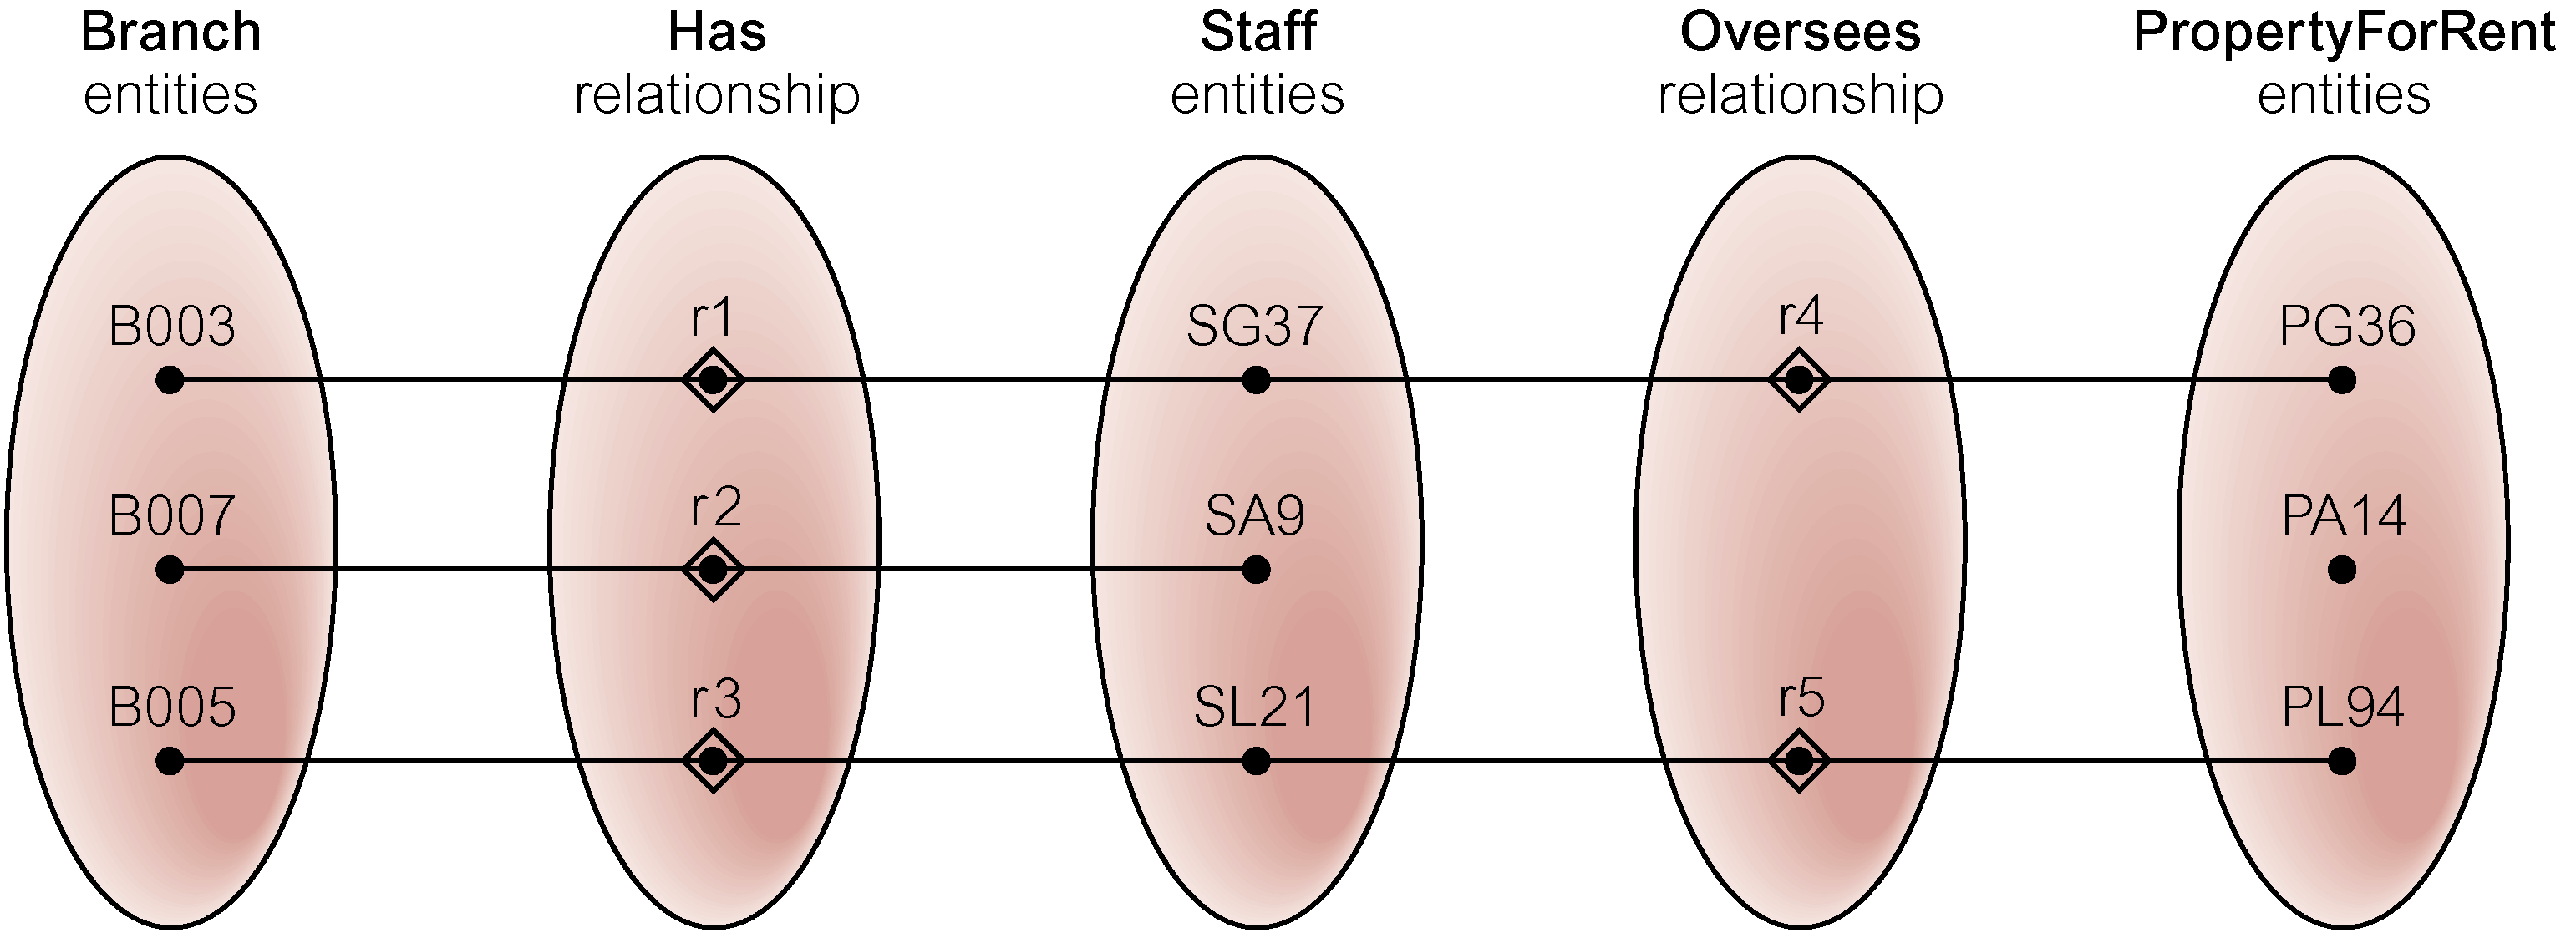 Branch Has Staff Oversees PropertyForRent
entities relationship entities relationship entities
B003 r1 SG37 r4 PG36
B007 r2 SA9 PA14
B005 r3 SL21 r5 PL94